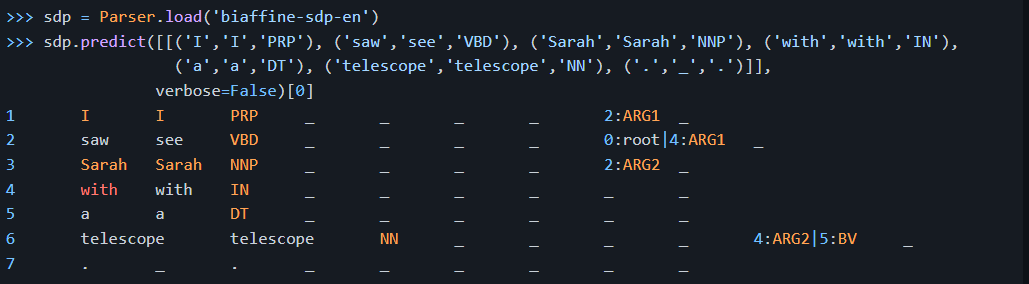 >>> sdp = Parser.load('biaffine-sdp-en')
>>> sdp.predict([[('I','I','PRP'), ('saw','see','VBD'), ('Sarah','Sarah','NNP'), ('with','with','IN'),
('a','a','DT'), ('telescope','telescope','NN'), ('.','_','.')]],
verbose=False)[0]
1 I I PRP _ _ _ _ 2:ARG1 _
2 saw see VBD _ _ _ _ 0:root|4:ARG1 _
3 Sarah Sarah NNP _ _ _ _ 2:ARG2 _
4 with with IN _ _ _ _ _ _
5 a a DT _ _ _ _ _ _
6 telescope telescope NN _ _ _ _ 4:ARG2|5:BV _
7 . _ . _ _ _ _ _ _